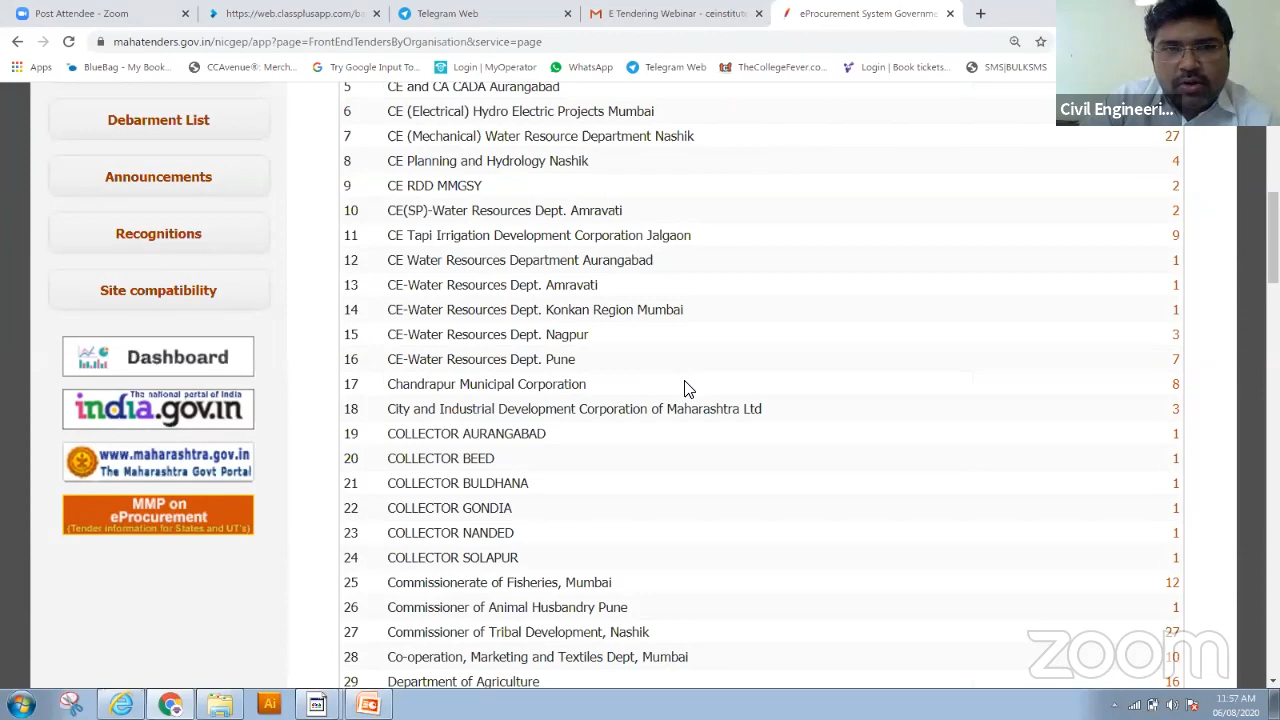 Post Attendee - Zoom
https://web.classplusapp.com/b
Telegram Web
E Tendering Webinar - ceinstitute
eProcurement System Governme
mahatenders.gov.in/nicgep/app?page=FrontEndTendersByOrganisation&service=page
Apps
BlueBag - My Book...
CCAvenue®: Merch...
Try Google Input To...
Login | MyOperator
WhatsApp
Telegram Web
TheCollegeFever.co...
Login | Book tickets...
SMS|BULKSMS
Civil Engineeri...
Debarment List
Announcements
Recognitions
Site compatibility
Dashboard
The national portal of India
india.gov.in
www.maharashtra.gov.in
The Maharashtra Govt Portal
MMP on
eProcurement
(Tender information for States and UT's)
5 CE and CA CADA Aurangabad
6 CE (Electrical) Hydro Electric Projects Mumbai
7 CE (Mechanical) Water Resource Department Nashik 27
8 CE Planning and Hydrology Nashik 4
9 CE RDD MMGSY 2
10 CE(SP)-Water Resources Dept. Amravati 2
11 CE Tapi Irrigation Development Corporation Jalgaon 9
12 CE Water Resources Department Aurangabad 1
13 CE-Water Resources Dept. Amravati 1
14 CE-Water Resources Dept. Konkan Region Mumbai 1
15 CE-Water Resources Dept. Nagpur 3
16 CE-Water Resources Dept. Pune 7
17 Chandrapur Municipal Corporation 8
18 City and Industrial Development Corporation of Maharashtra Ltd 3
19 COLLECTOR AURANGABAD 1
20 COLLECTOR BEED 1
21 COLLECTOR BULDHANA 1
22 COLLECTOR GONDIA 1
23 COLLECTOR NANDED 1
24 COLLECTOR SOLAPUR 1
25 Commissionerate of Fisheries, Mumbai 12
26 Commissioner of Animal Husbandry Pune 1
27 Commissioner of Tribal Development, Nashik 27
28 Co-operation, Marketing and Textiles Dept, Mumbai 10
29 Department of Agriculture 16
zoom
Ai
11:57 AM
06/08/2020